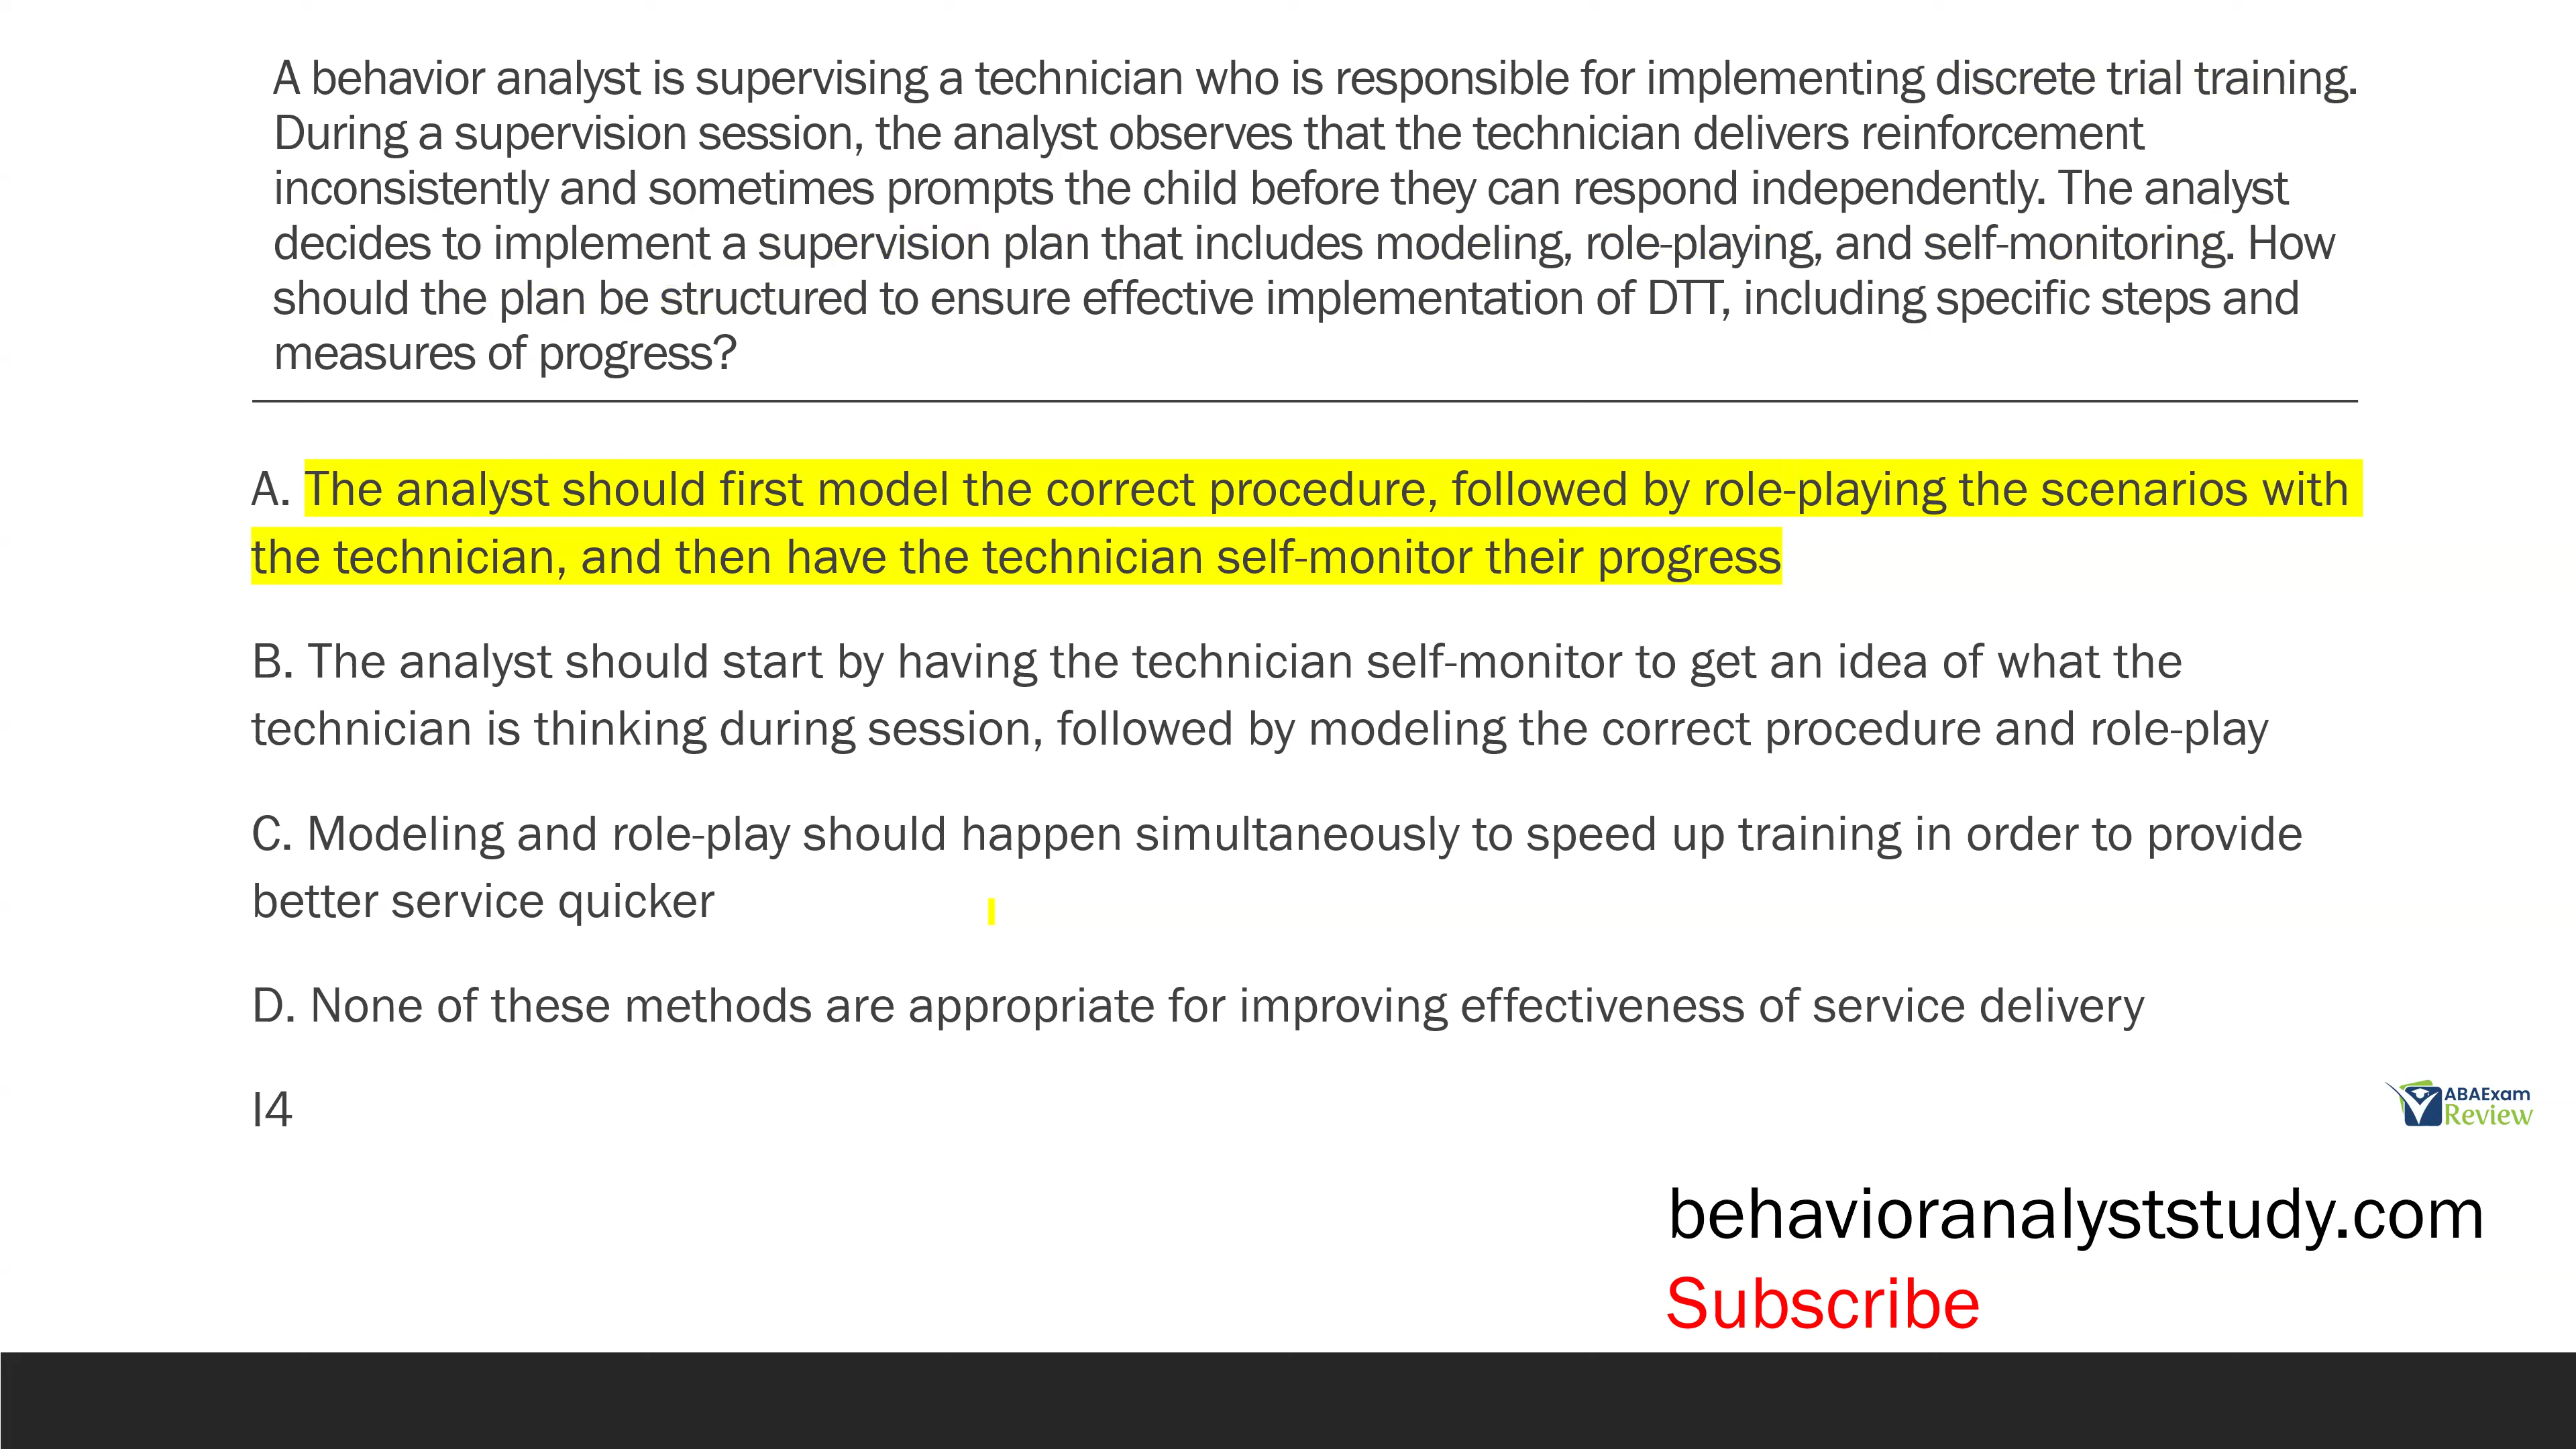 A behavior analyst is supervising a technician who is responsible for implementing discrete trial training.
During a supervision session, the analyst observes that the technician delivers reinforcement
inconsistently and sometimes prompts the child before they can respond independently. The analyst
decides to implement a supervision plan that includes modeling, role-playing, and self-monitoring. How
should the plan be structured to ensure effective implementation of DTT, including specific steps and
measures of progress?
A. The analyst should first model the correct procedure, followed by role-playing the scenarios with
the technician, and then have the technician self-monitor their progress
B. The analyst should start by having the technician self-monitor to get an idea of what the
technician is thinking during session, followed by modeling the correct procedure and role-play
C. Modeling and role-play should happen simultaneously to speed up training in order to provide
better service quicker
D. None of these methods are appropriate for improving effectiveness of service delivery
I4
ABAExam
Review
behavioranalyststudy.com
Subscribe